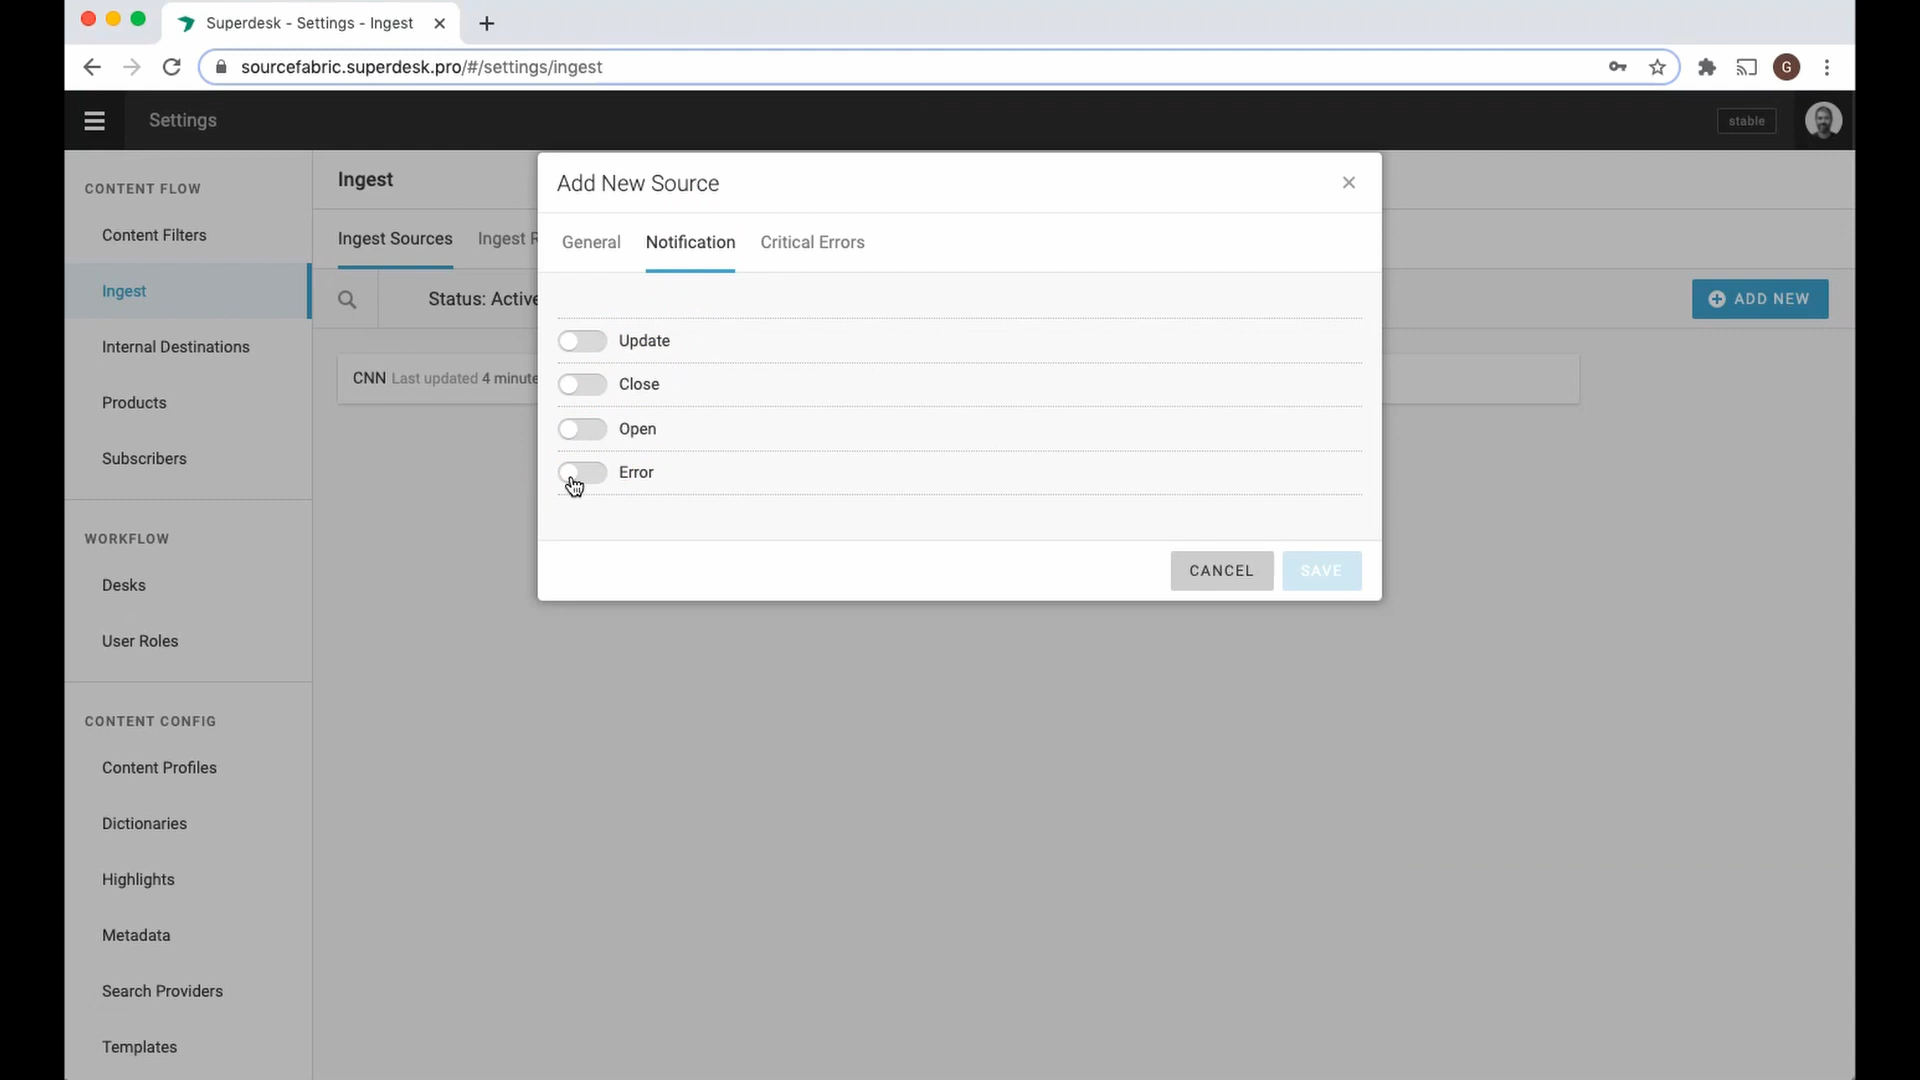 Superdesk - Settings - Ingest
sourcefabric.superdesk.pro/#/settings/ingest
G
Settings
stable
CONTENT FLOW
Content Filters
Ingest
Internal Destinations
Products
Subscribers
WORKFLOW
Desks
User Roles
CONTENT CONFIG
Content Profiles
Dictionaries
Highlights
Metadata
Search Providers
Templates
Ingest
Ingest Sources
Ingest R
Status: Active
ADD NEW
CNN Last updated 4 minute
Add New Source
General
Notification
Critical Errors
Update
Close
Open
Error
CANCEL
SAVE